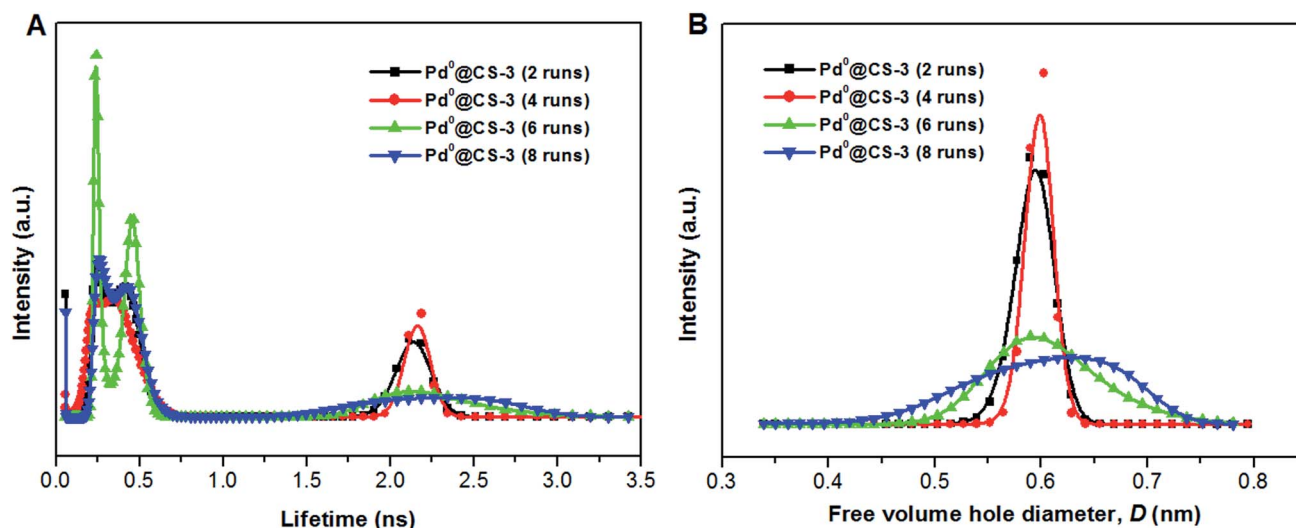 A
Pd⁰@CS-3 (2 runs)
Pd⁰@CS-3 (4 runs)
Pd⁰@CS-3 (6 runs)
Pd⁰@CS-3 (8 runs)
Intensity (a.u.)
0.0 0.5 1.0 1.5 2.0 2.5 3.0 3.5
Lifetime (ns)
B
Pd⁰@CS-3 (2 runs)
Pd⁰@CS-3 (4 runs)
Pd⁰@CS-3 (6 runs)
Pd⁰@CS-3 (8 runs)
Intensity (a.u.)
0.3 0.4 0.5 0.6 0.7 0.8
Free volume hole diameter, D (nm)